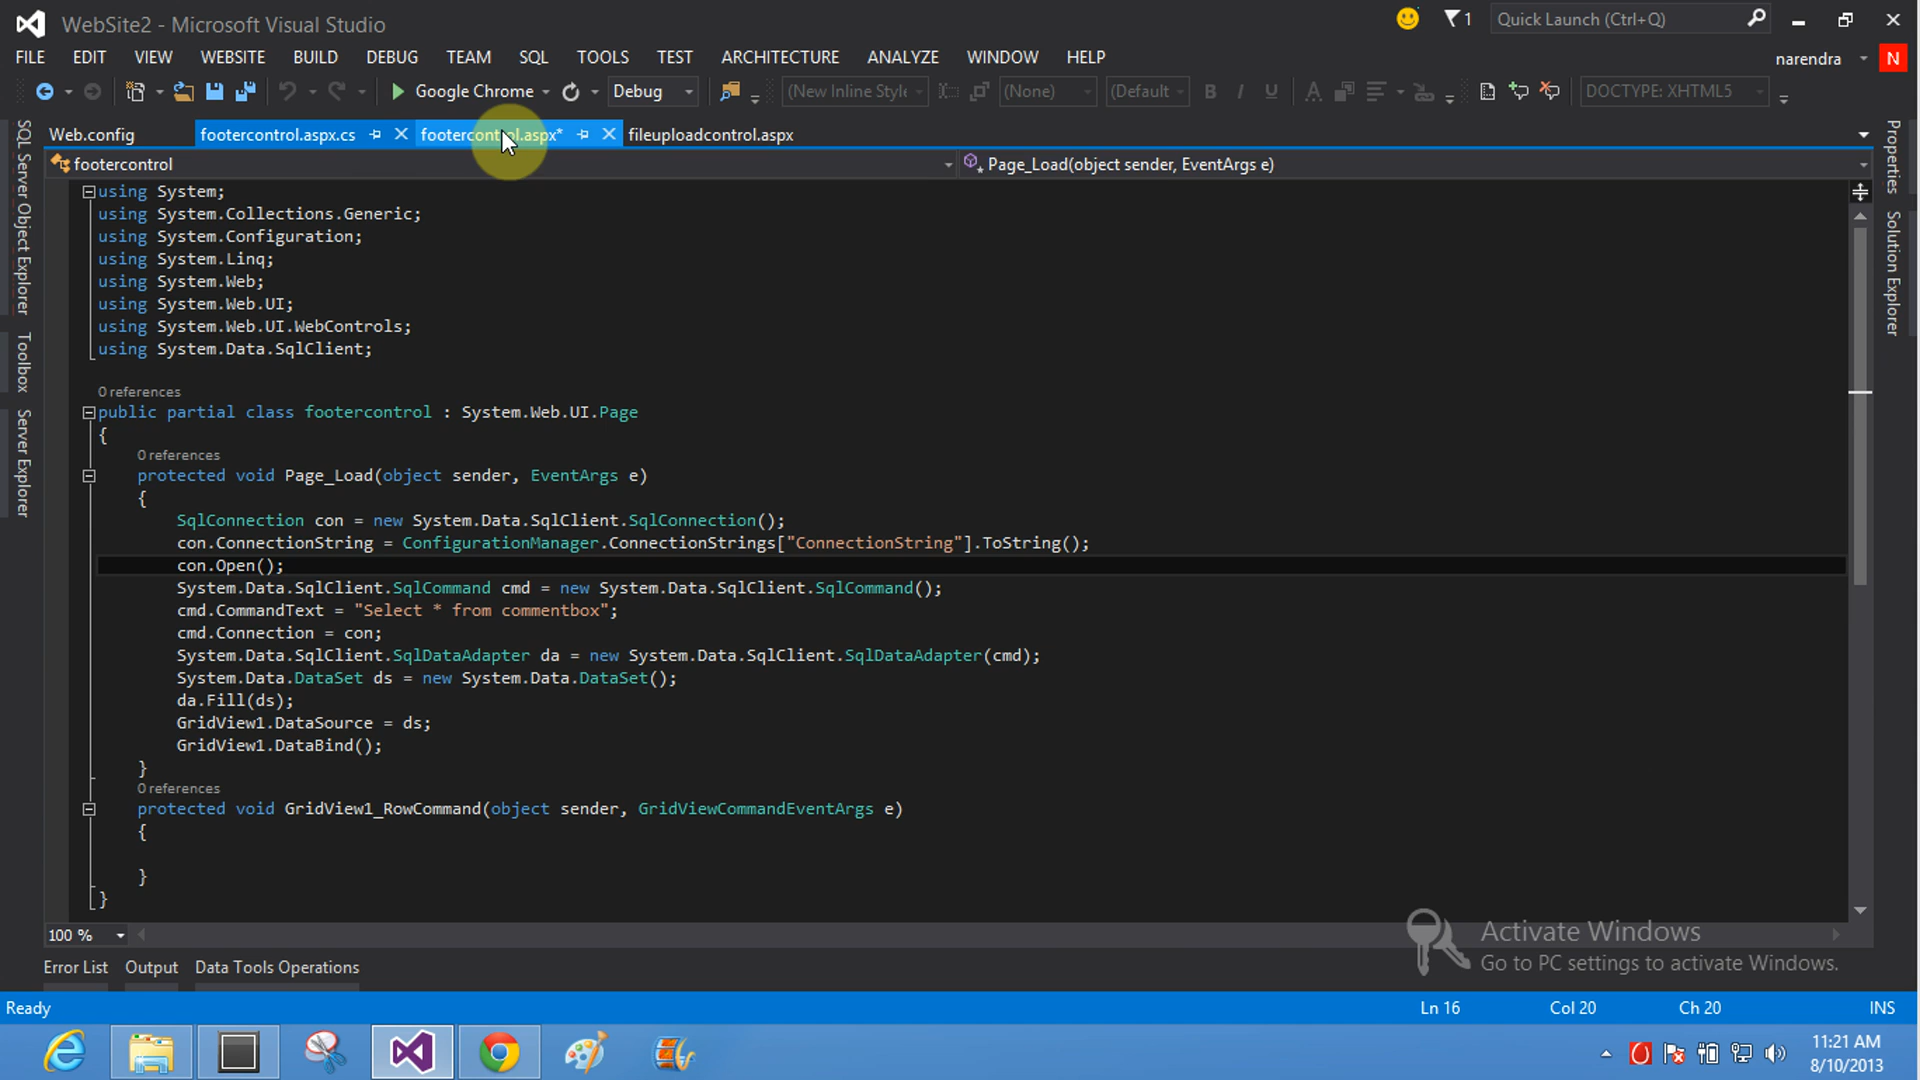 WebSite2 - Microsoft Visual Studio
1
Quick Launch (Ctrl+Q)
FILE EDIT VIEW WEBSITE BUILD DEBUG TEAM SQL TOOLS TEST ARCHITECTURE ANALYZE WINDOW HELP
narendra N
Google Chrome Debug (New Inline Style (None) (Default B I U A DOCTYPE: XHTML5
Web.config footercontrol.aspx.cs footercontrol.aspx* fileuploadcontrol.aspx
footercontrol Page_Load(object sender, EventArgs e)
SQL Server Object Explorer
Toolbox
Server Explorer
Properties
Solution Explorer
using System;
using System.Collections.Generic;
using System.Configuration;
using System.Linq;
using System.Web;
using System.Web.UI;
using System.Web.UI.WebControls;
using System.Data.SqlClient;
0 references
public partial class footercontrol : System.Web.UI.Page
{
0 references
protected void Page_Load(object sender, EventArgs e)
{
SqlConnection con = new System.Data.SqlClient.SqlConnection();
con.ConnectionString = ConfigurationManager.ConnectionStrings["ConnectionString"].ToString();
con.Open();
System.Data.SqlClient.SqlCommand cmd = new System.Data.SqlClient.SqlCommand();
cmd.CommandText = "Select * from commentbox";
cmd.Connection = con;
System.Data.SqlClient.SqlDataAdapter da = new System.Data.SqlClient.SqlDataAdapter(cmd);
System.Data.DataSet ds = new System.Data.DataSet();
da.Fill(ds);
GridView1.DataSource = ds;
GridView1.DataBind();
}
0 references
protected void GridView1_RowCommand(object sender, GridViewCommandEventArgs e)
{
}
}
100 %
Activate Windows
Go to PC settings to activate Windows.
Error List Output Data Tools Operations
Ready Ln 16 Col 20 Ch 20 INS
11:21 AM
8/10/2013